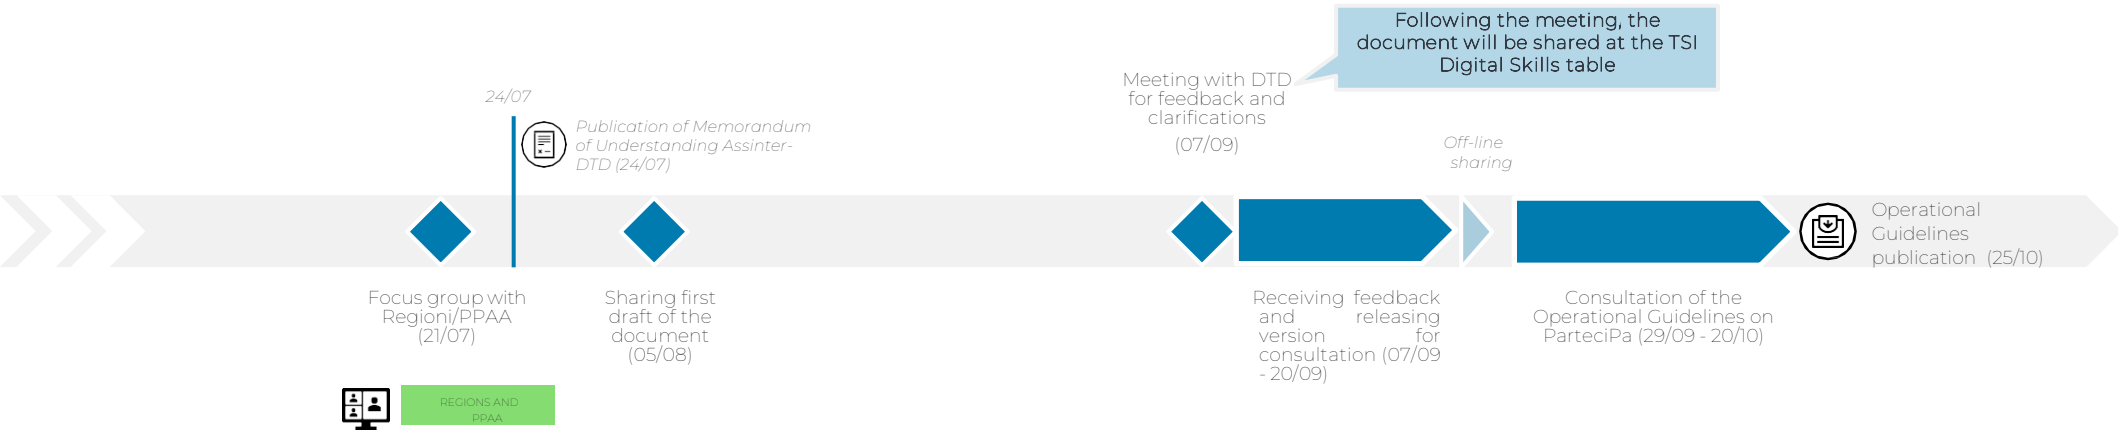 Following the meeting, the
document will be shared at the TSI
Digital Skills table
24/07
Publication of Memorandum
of Understanding Assinter-
DTD (24/07)
Meeting with DTD
for feedback and
clarifications
(07/09)
Off-line
sharing
Operational
Guidelines
publication (25/10)
Focus group with
Regioni/PPAA
(21/07)
Sharing first
draft of the
document
(05/08)
Receiving feedback
and releasing
version for
consultation (07/09
- 20/09)
Consultation of the
Operational Guidelines on
ParteciPa (29/09 - 20/10)
REGIONS AND
PPAA